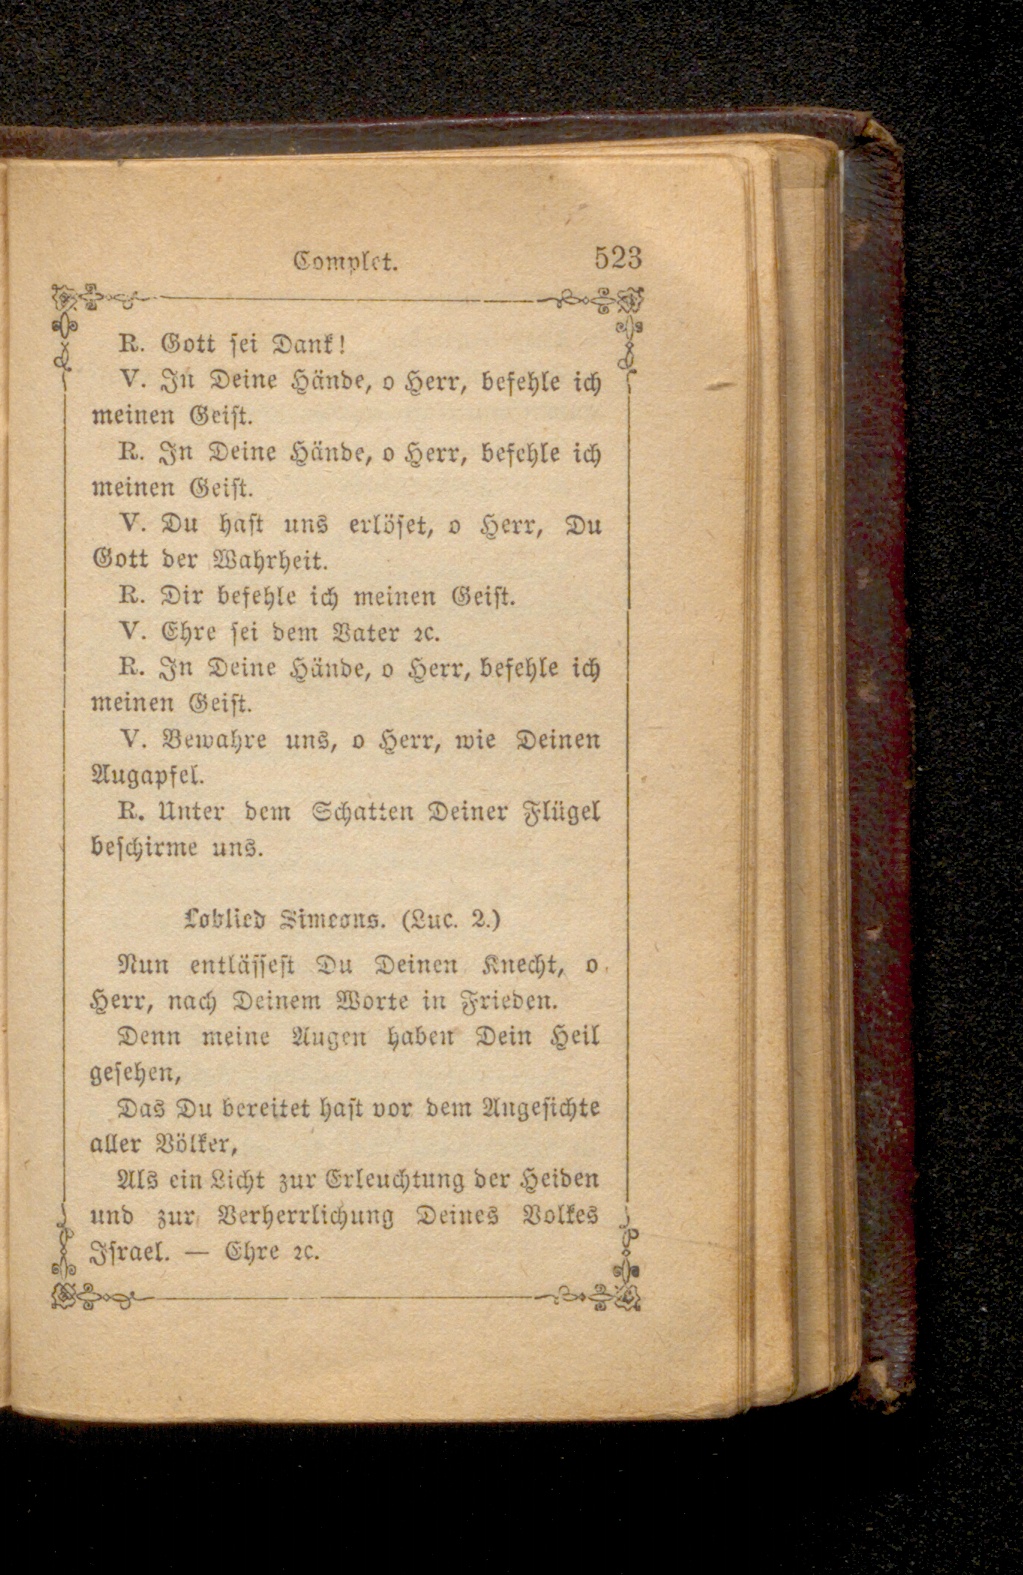 Complet. 523
R. Gott sei Dank!
V. In Deine Hände, o Herr, befehle ich
meinen Geist.
R. In Deine Hände, o Herr, befehle ich
meinen Geist.
V. Du hast uns erlöset, o Herr, Du
Gott der Wahrheit.
R. Dir befehle ich meinen Geist.
V. Ehre sei dem Vater ꝛc.
R. In Deine Hände, o Herr, befehle ich
meinen Geist.
V. Bewahre uns, o Herr, wie Deinen
Augapfel.
R. Unter dem Schatten Deiner Flügel
beschirme uns.
Loblied Simeons. (Luc. 2.)
Nun entlässest Du Deinen Knecht, o
Herr, nach Deinem Worte in Frieden.
Denn meine Augen haben Dein Heil
gesehen,
Das Du bereitet hast vor dem Angesichte
aller Völker,
Als ein Licht zur Erleuchtung der Heiden
und zur Verherrlichung Deines Volkes
Israel. — Ehre ꝛc.